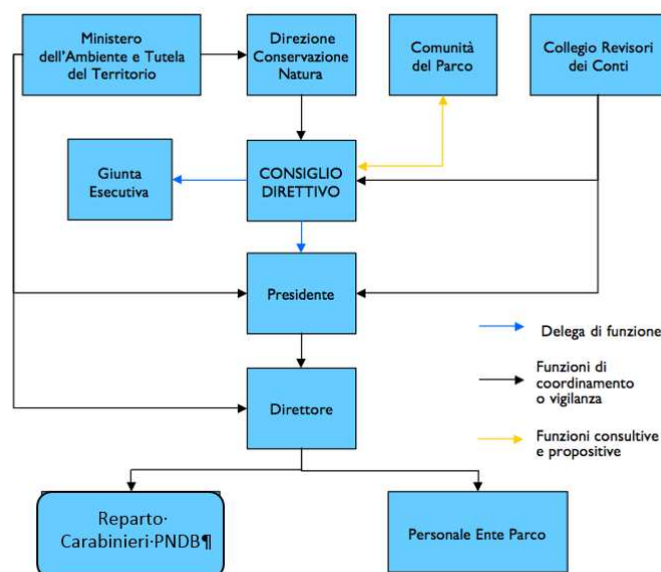 Ministero
dell'Ambiente e Tutela
del Territorio
Direzione
Conservazione
Natura
Comunità
del Parco
Collegio Revisori
dei Conti
Giunta
Esecutiva
CONSIGLIO
DIRETTIVO
Presidente
Delega di funzione
Funzioni di
coordinamento
o vigilanza
Direttore
Funzioni consultive
e propositive
Reparto·
Carabinieri·PNDB¶
Personale Ente Parco